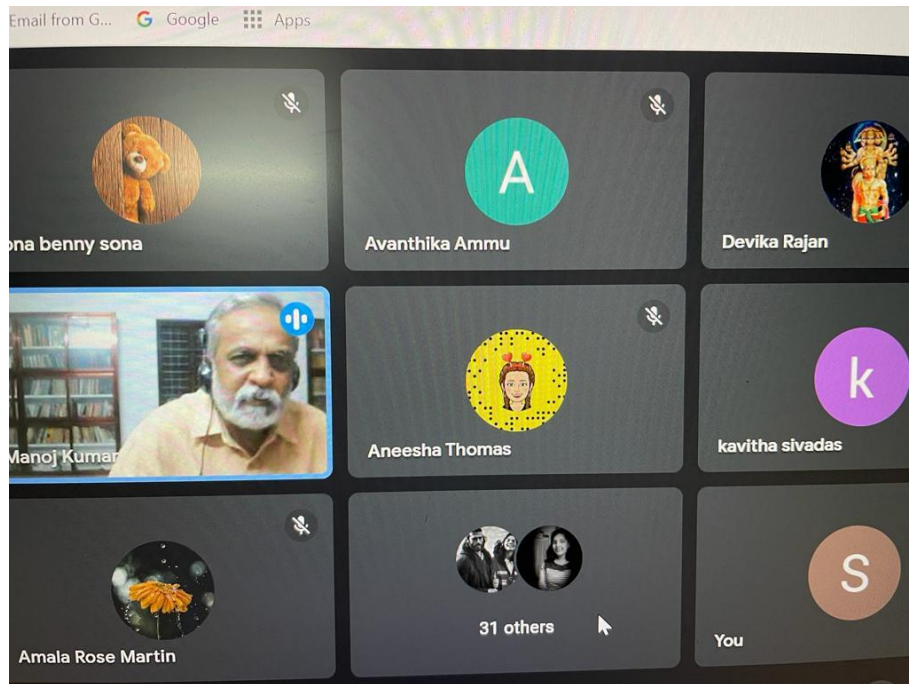 Email from G...
Google
Apps
ona benny sona
Avanthika Ammu
Devika Rajan
Manoj Kumar
Aneesha Thomas
kavitha sivadas
Amala Rose Martin
31 others
You
A
k
S